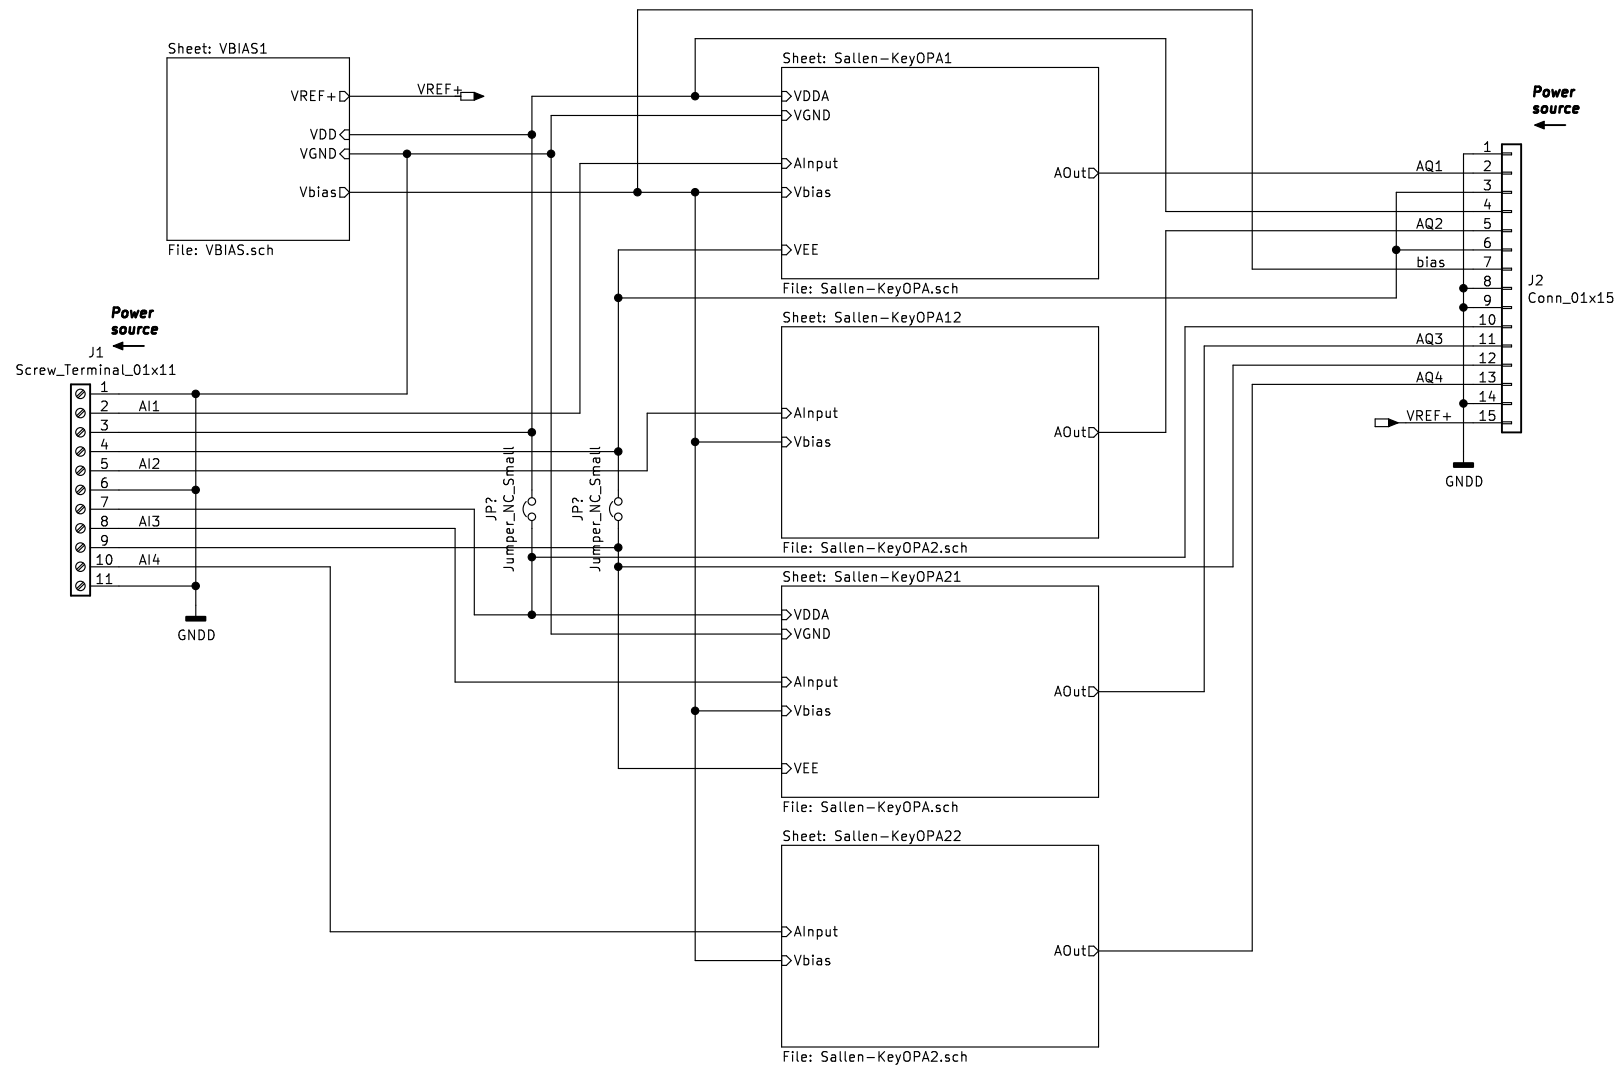 Sheet: VBIAS1
VREF+
VDD
VGND
Vbias
File: VBIAS.sch
VREF+
Power
source
J1
Screw_Terminal_01x11
1
2
3
4
5
6
7
8
9
10
11
AI1
AI2
AI3
AI4
GNDD
JP?
Jumper_NC_Small
JP?
Jumper_NC_Small
Sheet: Sallen-KeyOPA1
VDDA
VGND
AInput
Vbias
VEE
AOut
File: Sallen-KeyOPA.sch
Sheet: Sallen-KeyOPA12
AInput
Vbias
AOut
File: Sallen-KeyOPA2.sch
Sheet: Sallen-KeyOPA21
VDDA
VGND
AInput
Vbias
VEE
AOut
File: Sallen-KeyOPA.sch
Sheet: Sallen-KeyOPA22
AInput
Vbias
AOut
File: Sallen-KeyOPA2.sch
Power
source
AQ1
AQ2
bias
AQ3
AQ4
VREF+
1
2
3
4
5
6
7
8
9
10
11
12
13
14
15
J2
Conn_01x15
GNDD